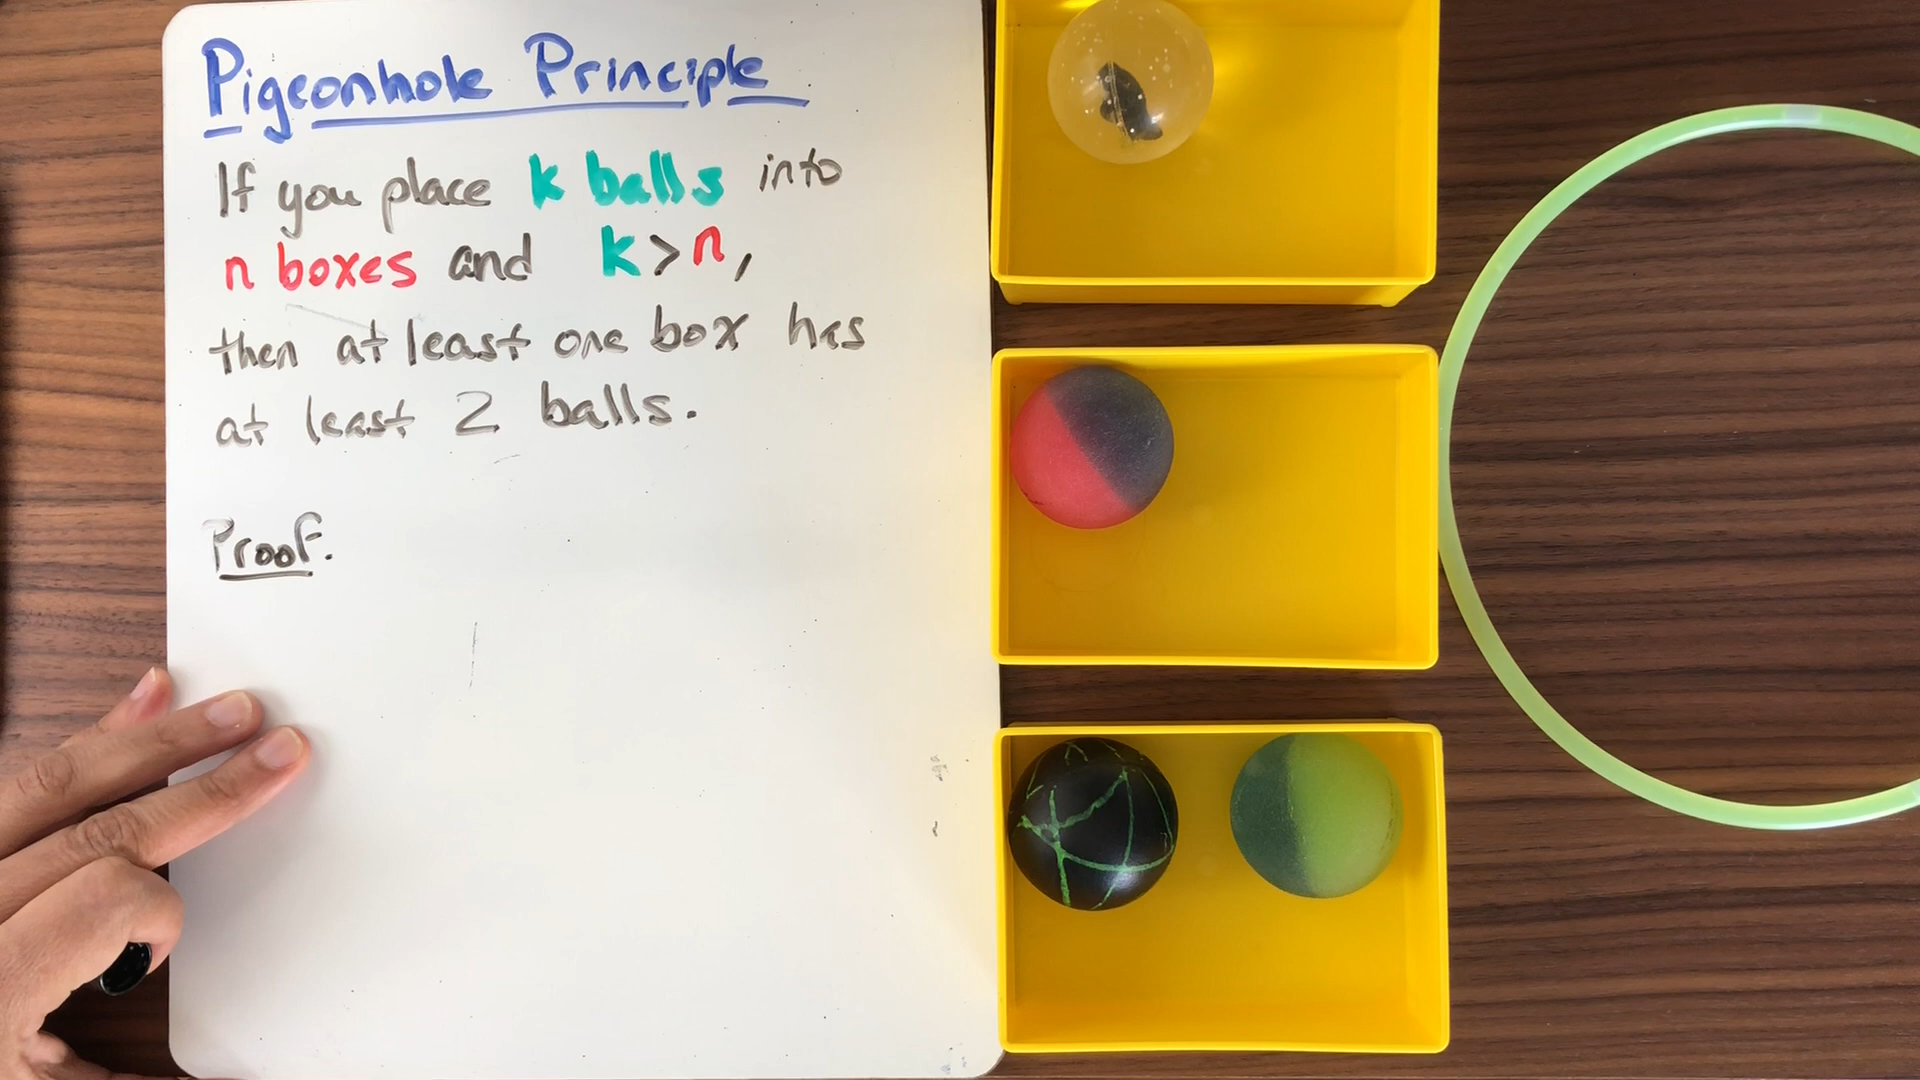 Pigeonhole Principle
If you place k balls into
n boxes and k>n,
then at least one box has
at least 2 balls.
Proof.